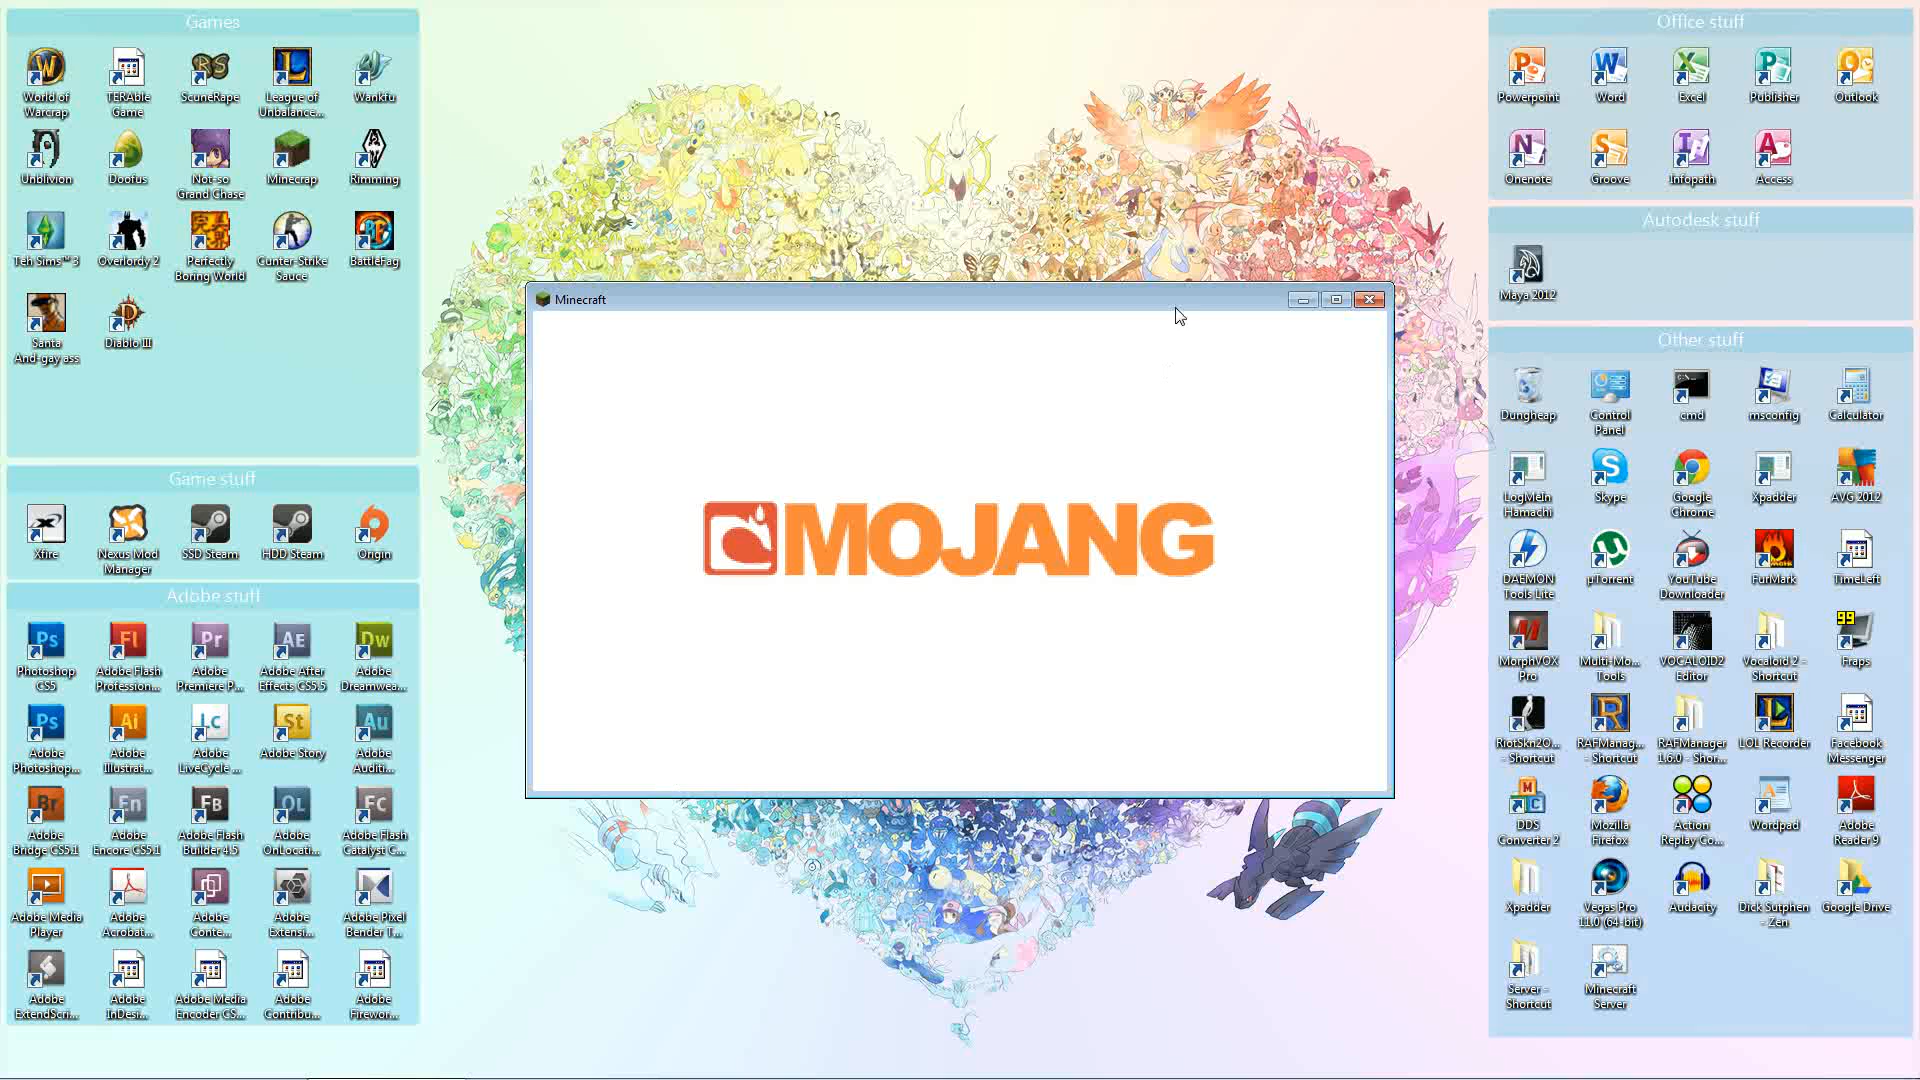 Games
World of
Warcrap
TERAble
Game
ScuneRape
League of
Unbalance...
Wankfu
Unblivion
Doofus
Not-so
Grand Chase
Minecrap
Rimming
Teh Sims™ 3
Overlordy 2
Perfectly
Boring World
Cunter-Strike
Sauce
BattleFag
Santa
And-gay ass
Diablo III
Game stuff
Xfire
Nexus Mod
Manager
SSD Steam
HDD Steam
Origin
Adobe stuff
Photoshop
CS5
Adobe Flash
Profession...
Adobe
Premiere P...
Adobe After
Effects CS5.5
Adobe
Dreamwea...
Adobe
Photoshop...
Adobe
Illustrat...
Adobe
LiveCycle ...
Adobe Story
Adobe
Auditi...
Adobe
Bridge CS5.1
Adobe
Encore CS5.1
Adobe Flash
Builder 4.5
Adobe
OnLocati...
Adobe Flash
Catalyst C...
Adobe Media
Player
Adobe
Acrobat...
Adobe
Conte...
Adobe
Extensi...
Adobe Pixel
Bender T...
Adobe
ExtendScri...
Adobe
InDesi...
Adobe Media
Encoder CS...
Adobe
Contribu...
Adobe
Firewor...
Minecraft
MOJANG
Office stuff
Powerpoint
Word
Excel
Publisher
Outlook
Onenote
Groove
Infopath
Access
Autodesk stuff
Maya 2012
Other stuff
Dungheap
Control
Panel
cmd
msconfig
Calculator
LogMeIn
Hamachi
Skype
Google
Chrome
Xpadder
AVG 2012
DAEMON
Tools Lite
µTorrent
YouTube
Downloader
FurMark
TimeLeft
MorphVOX
Pro
Multi-Mo...
Tools
VOCALOID2
Editor
Vocaloid 2 -
Shortcut
99
Fraps
RiotSkn2O...
- Shortcut
RAFManag...
- Shortcut
RAFManager
1.6.0 - Shor...
LOL Recorder
Facebook
Messenger
DDS
Converter 2
Mozilla
Firefox
Action
Replay Co...
Wordpad
Adobe
Reader 9
Xpadder
Vegas Pro
11.0 (64-bit)
Audacity
Dick Sutphen
- Zen
Google Drive
Server -
Shortcut
Minecraft
Server